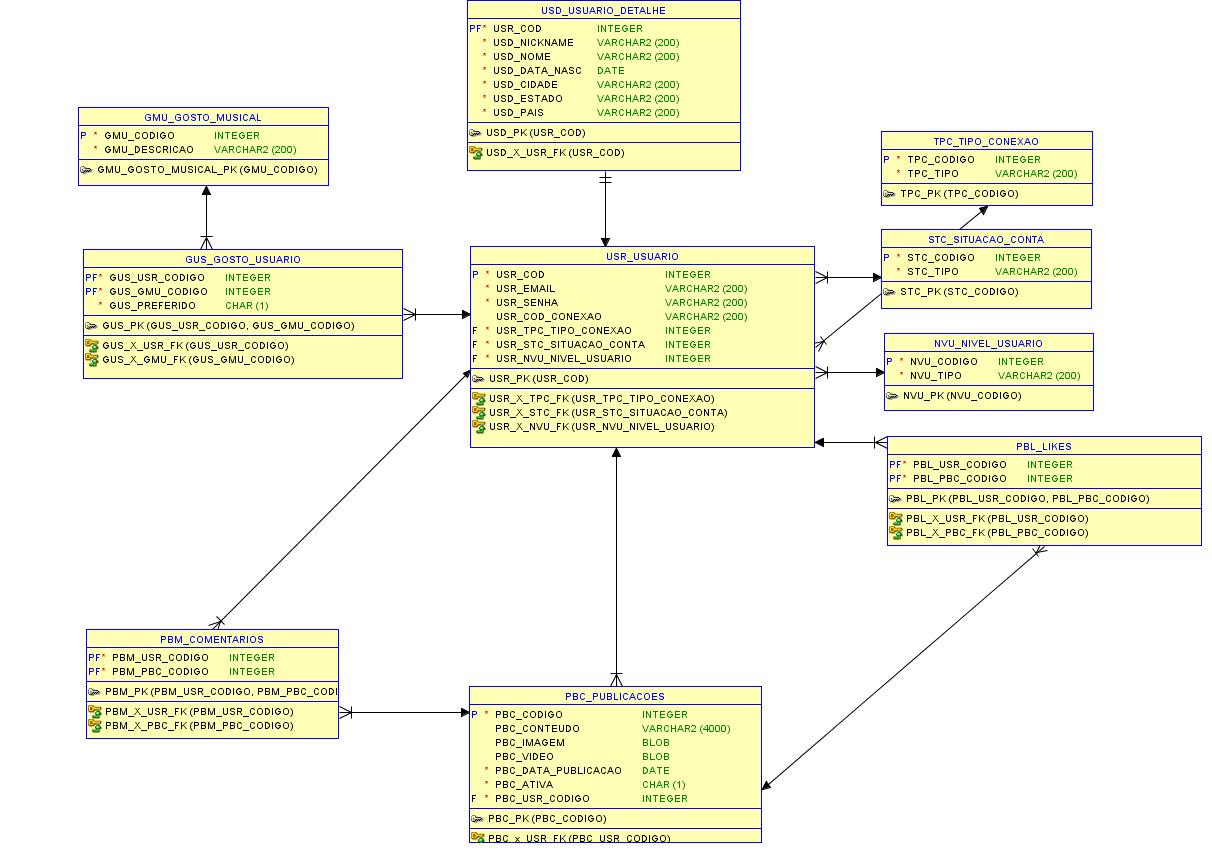 USD_USUARIO_DETALHE
PF* USR_COD INTEGER
* USD_NICKNAME VARCHAR2 (200)
* USD_NOME VARCHAR2 (200)
* USD_DATA_NASC DATE
* USD_CIDADE VARCHAR2 (200)
* USD_ESTADO VARCHAR2 (200)
* USD_PAIS VARCHAR2 (200)
USD_PK (USR_COD)
USD_X_USR_FK (USR_COD)
GMU_GOSTO_MUSICAL
P * GMU_CODIGO INTEGER
* GMU_DESCRICAO VARCHAR2 (200)
GMU_GOSTO_MUSICAL_PK (GMU_CODIGO)
TPC_TIPO_CONEXAO
P * TPC_CODIGO INTEGER
* TPC_TIPO VARCHAR2 (200)
TPC_PK (TPC_CODIGO)
GUS_GOSTO_USUARIO
PF* GUS_USR_CODIGO INTEGER
PF* GUS_GMU_CODIGO INTEGER
* GUS_PREFERIDO CHAR (1)
GUS_PK (GUS_USR_CODIGO, GUS_GMU_CODIGO)
GUS_X_USR_FK (GUS_USR_CODIGO)
GUS_X_GMU_FK (GUS_GMU_CODIGO)
USR_USUARIO
P * USR_COD INTEGER
* USR_EMAIL VARCHAR2 (200)
* USR_SENHA VARCHAR2 (200)
USR_COD_CONEXAO VARCHAR2 (200)
F * USR_TPC_TIPO_CONEXAO INTEGER
F * USR_STC_SITUACAO_CONTA INTEGER
F * USR_NVU_NIVEL_USUARIO INTEGER
USR_PK (USR_COD)
USR_X_TPC_FK (USR_TPC_TIPO_CONEXAO)
USR_X_STC_FK (USR_STC_SITUACAO_CONTA)
USR_X_NVU_FK (USR_NVU_NIVEL_USUARIO)
STC_SITUACAO_CONTA
P * STC_CODIGO INTEGER
* STC_TIPO VARCHAR2 (200)
STC_PK (STC_CODIGO)
NVU_NIVEL_USUARIO
P * NVU_CODIGO INTEGER
* NVU_TIPO VARCHAR2 (200)
NVU_PK (NVU_CODIGO)
PBL_LIKES
PF* PBL_USR_CODIGO INTEGER
PF* PBL_PBC_CODIGO INTEGER
PBL_PK (PBL_USR_CODIGO, PBL_PBC_CODIGO)
PBL_X_USR_FK (PBL_USR_CODIGO)
PBL_X_PBC_FK (PBL_PBC_CODIGO)
PBM_COMENTARIOS
PF* PBM_USR_CODIGO INTEGER
PF* PBM_PBC_CODIGO INTEGER
PBM_PK (PBM_USR_CODIGO, PBM_PBC_CODI
PBM_X_USR_FK (PBM_USR_CODIGO)
PBM_X_PBC_FK (PBM_PBC_CODIGO)
PBC_PUBLICACOES
P * PBC_CODIGO INTEGER
PBC_CONTEUDO VARCHAR2 (4000)
PBC_IMAGEM BLOB
PBC_VIDEO BLOB
* PBC_DATA_PUBLICACAO DATE
* PBC_ATIVA CHAR (1)
F * PBC_USR_CODIGO INTEGER
PBC_PK (PBC_CODIGO)
PBC_x_USR_FK (PBC_USR_CODIGO)